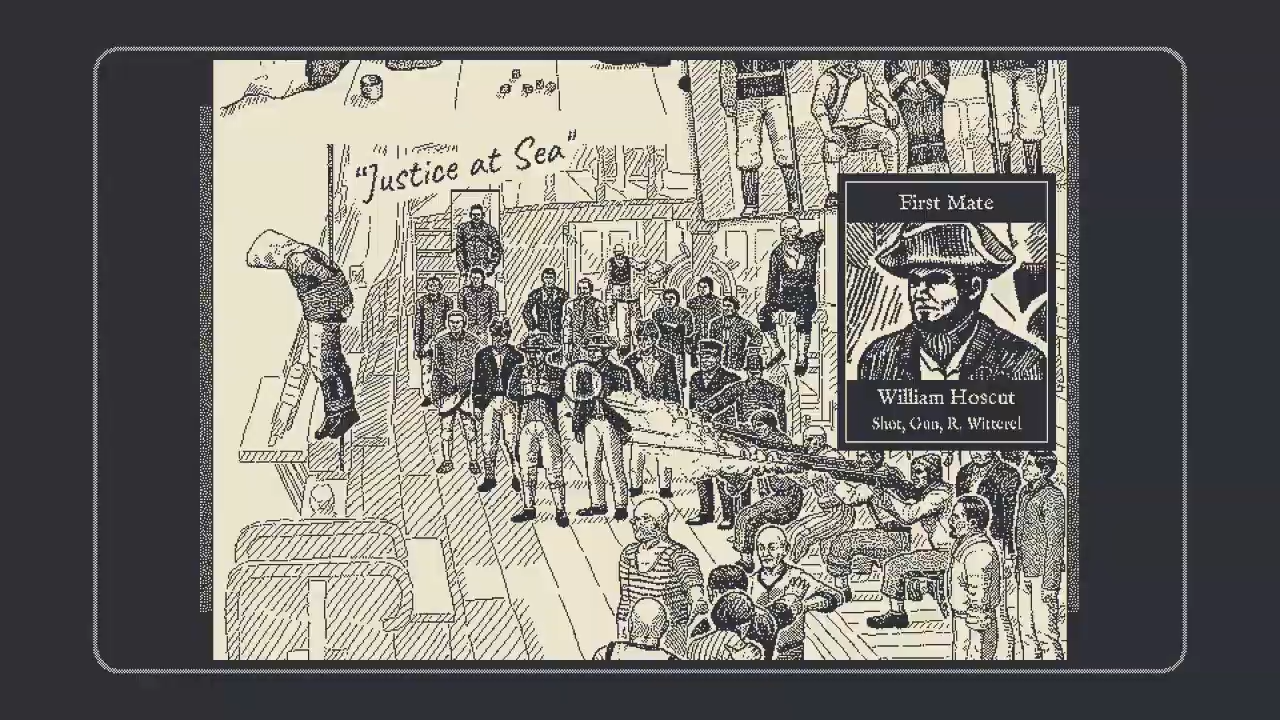 "Justice at Sea"
First Mate
William Hoscut
Shot, Gun, R. Witterel